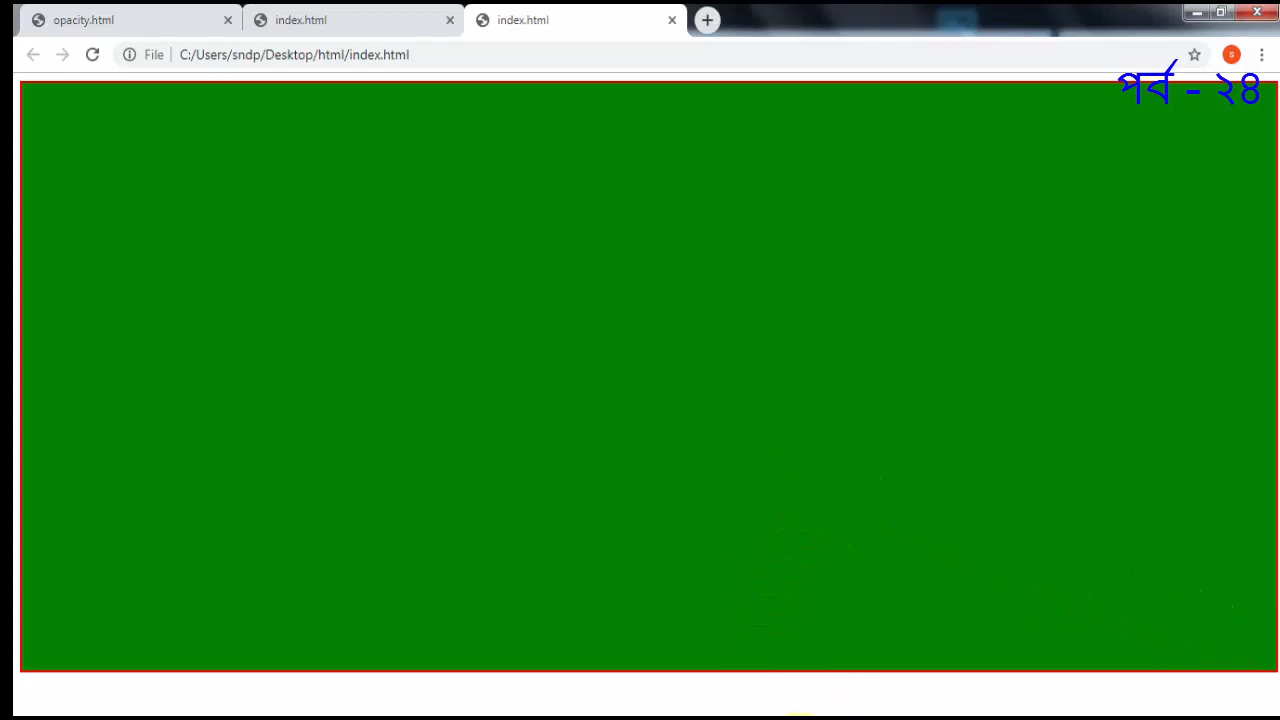 opacity.html
index.html
index.html
File
C:/Users/sndp/Desktop/html/index.html
পর্ব - ২৪